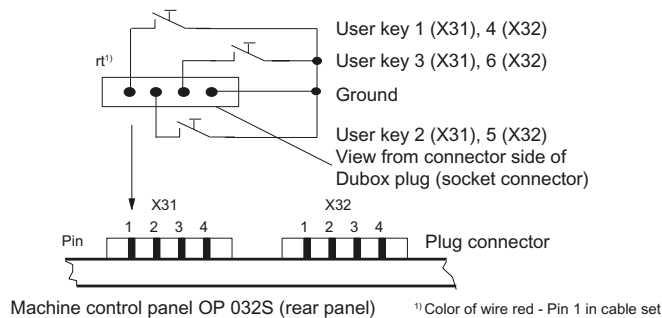 User key 1 (X31), 4 (X32)
User key 3 (X31), 6 (X32)
rt¹⁾
Ground
User key 2 (X31), 5 (X32)
View from connector side of
Dubox plug (socket connector)
X31 X32
Pin 1 2 3 4 1 2 3 4 Plug connector
Machine control panel OP 032S (rear panel) ¹⁾ Color of wire red - Pin 1 in cable set